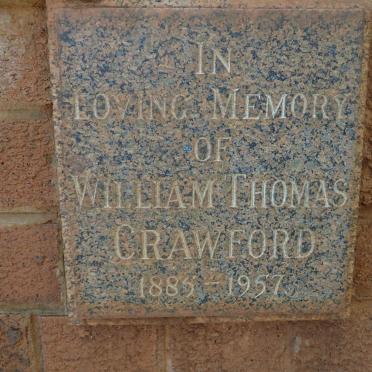 IN
LOVING MEMORY
OF
WILLIAM THOMAS
CRAWFORD
1885 – 1957.